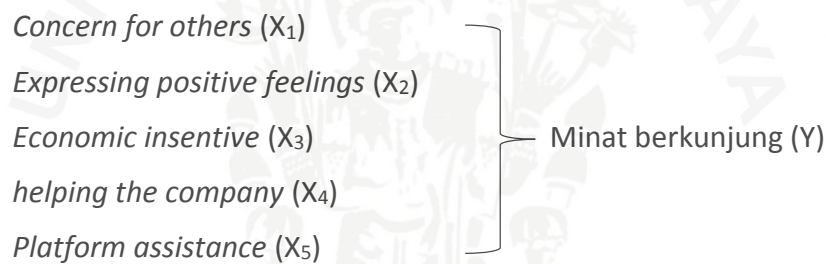 Concern for others (X₁)
Expressing positive feelings (X₂)
Economic insentive (X₃)
helping the company (X₄)
Platform assistance (X₅)
Minat berkunjung (Y)